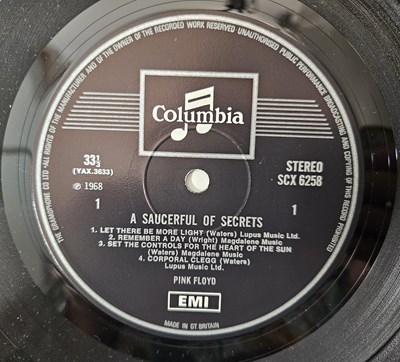 THE GRAMOPHONE CO LTD · ALL RIGHTS OF THE MANUFACTURER AND OF THE OWNER OF THE RECORDED WORK RESERVED · UNAUTHORISED PUBLIC PERFORMANCE BROADCASTING AND COPYING OF THIS RECORD PROHIBITED
Columbia
33⅓
(YAX.3633)
℗ 1968
1
STEREO
SCX 6258
1
A SAUCERFUL OF SECRETS
1. LET THERE BE MORE LIGHT (Waters) Lupus Music Ltd.
2. REMEMBER A DAY (Wright) Magdalene Music
3. SET THE CONTROLS FOR THE HEART OF THE SUN
(Waters) Magdalene Music
4. CORPORAL CLEGG (Waters)
Lupus Music Ltd.
PINK FLOYD
EMI
MADE IN GT. BRITAIN